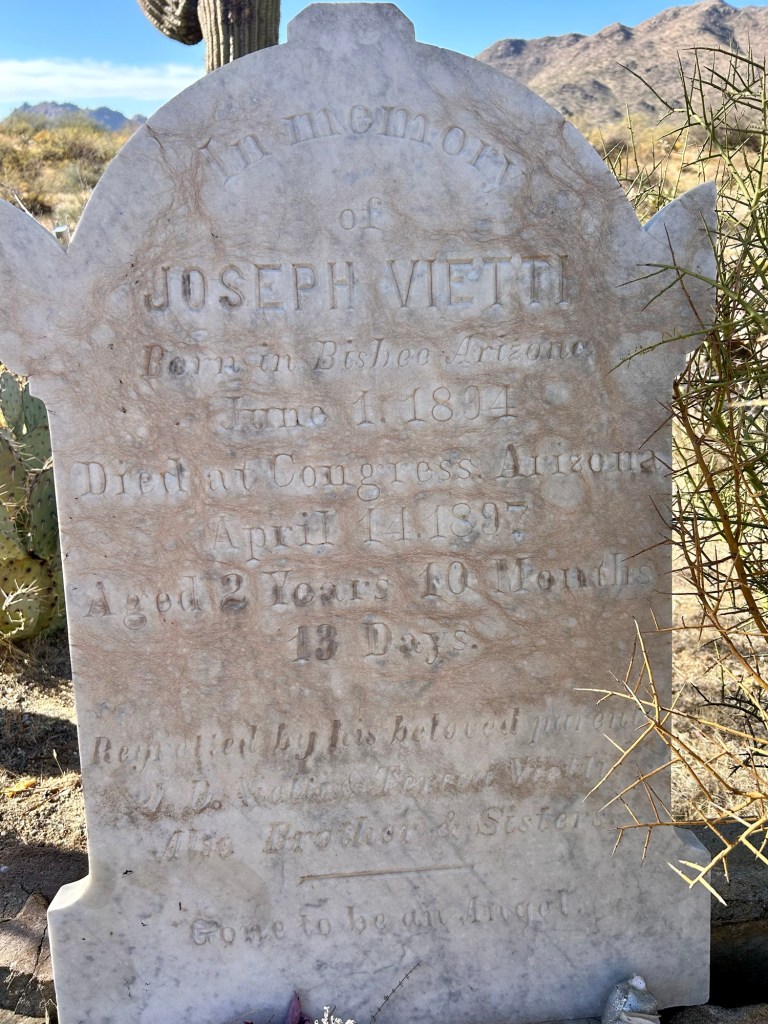 In memory
of
JOSEPH VIETTI
Born in Bisbee Arizona
June 1. 1894
Died at Congress. Arizona
April 14. 1897
Aged 2 Years 10 Months
13 Days.
Regretted by his beloved parents
J. D. Vietti
Also Brother & Sisters.
Gone to be an Angel.